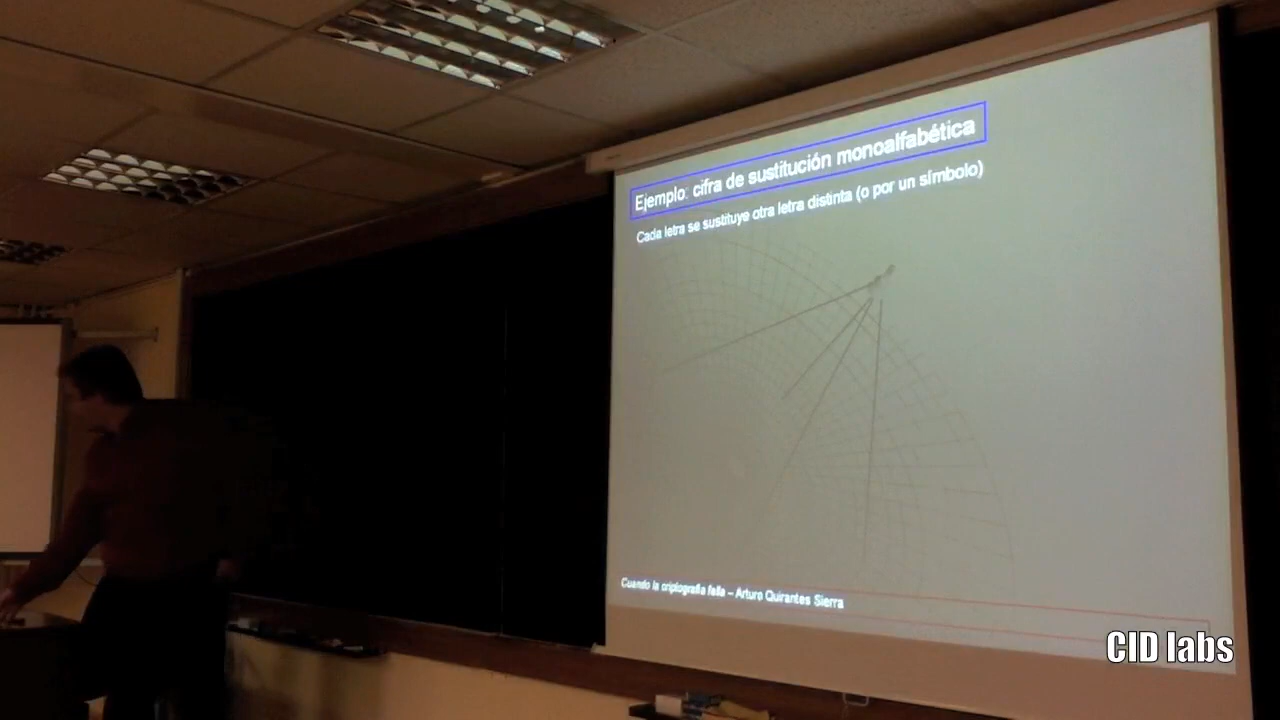 Ejemplo: cifra de sustitución monoalfabética
Cada letra se sustituye otra letra distinta (o por un símbolo)
Cuando la criptografía falla – Arturo Quirantes Sierra
CID labs